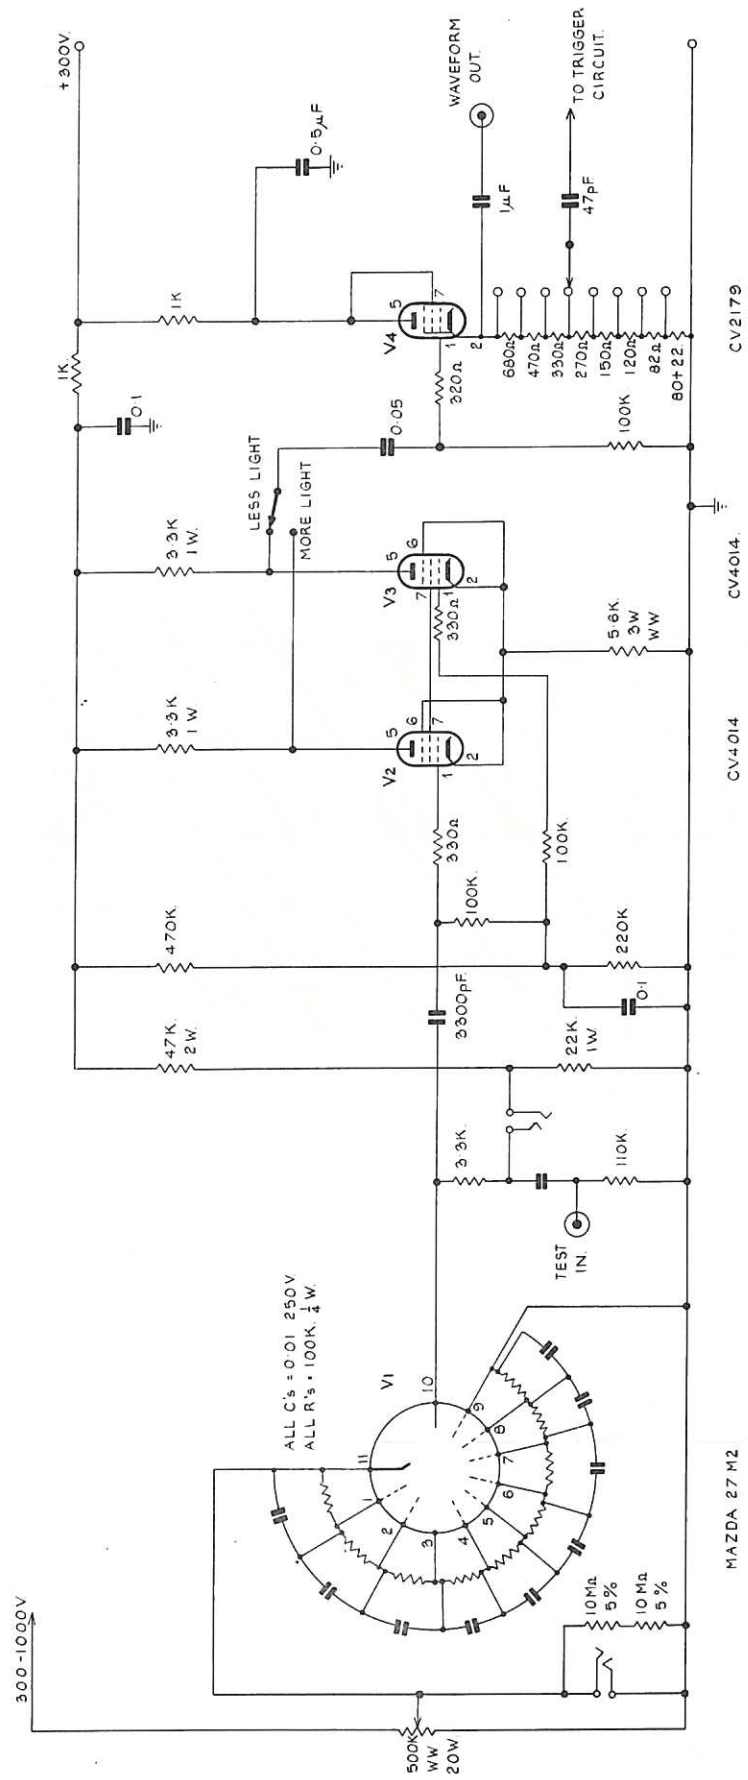 300-1000V
500K
WW
20W
10MΩ
5%
10MΩ
5%
MAZDA 27 M2
ALL C's = 0·01 250V
ALL R's = 100K. 1/4 W.
V1
11
1
2
3
4
5
6
7
8
9
10
TEST
IN.
3·3K
110K.
47K.
2W.
22K.
1W
3300pF.
470K.
220K
0·1
100K.
100K.
330Ω
3·3K
1W.
V2
1
2
5
6
7
CV4014
LESS LIGHT
MORE LIGHT
3·3K
1W.
V3
5
6
7
1
2
330Ω
5·6K.
3W
WW
CV4014.
0·1
1K.
0·05
100K
320Ω
+300V.
1K
0·5µF
V4
5
7
1
2
680Ω
470Ω
330Ω
270Ω
150Ω
120Ω
82Ω
80+22.
CV2179
1µF
WAVEFORM
OUT.
47pF.
TO TRIGGER
CIRCUIT.